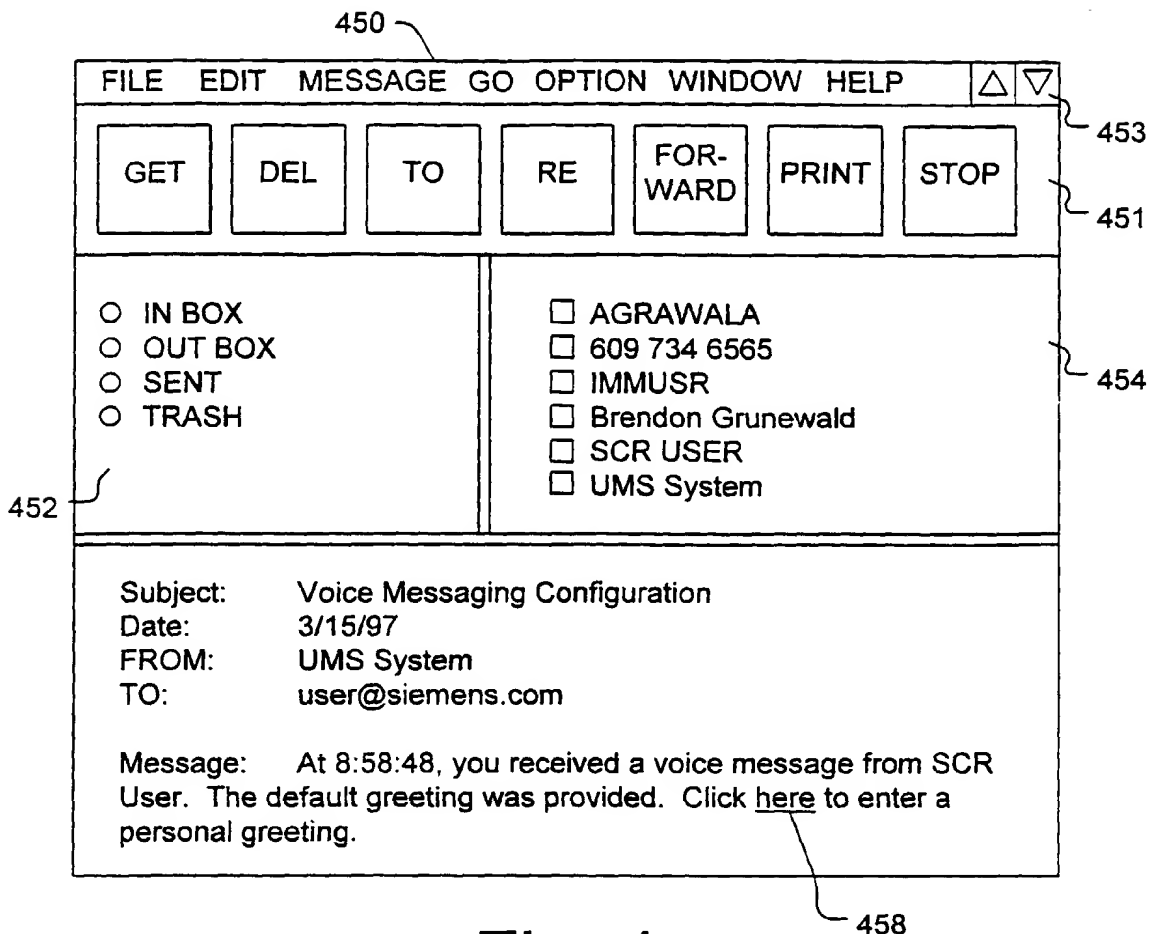 450
FILE EDIT MESSAGE GO OPTION WINDOW HELP
453
GET DEL TO RE FOR-
WARD PRINT STOP
451
IN BOX
OUT BOX
SENT
TRASH
452
AGRAWALA
609 734 6565
IMMUSR
Brendon Grunewald
SCR USER
UMS System
454
Subject: Voice Messaging Configuration
Date: 3/15/97
FROM: UMS System
TO: user@siemens.com
Message: At 8:58:48, you received a voice message from SCR
User. The default greeting was provided. Click here to enter a
personal greeting.
458